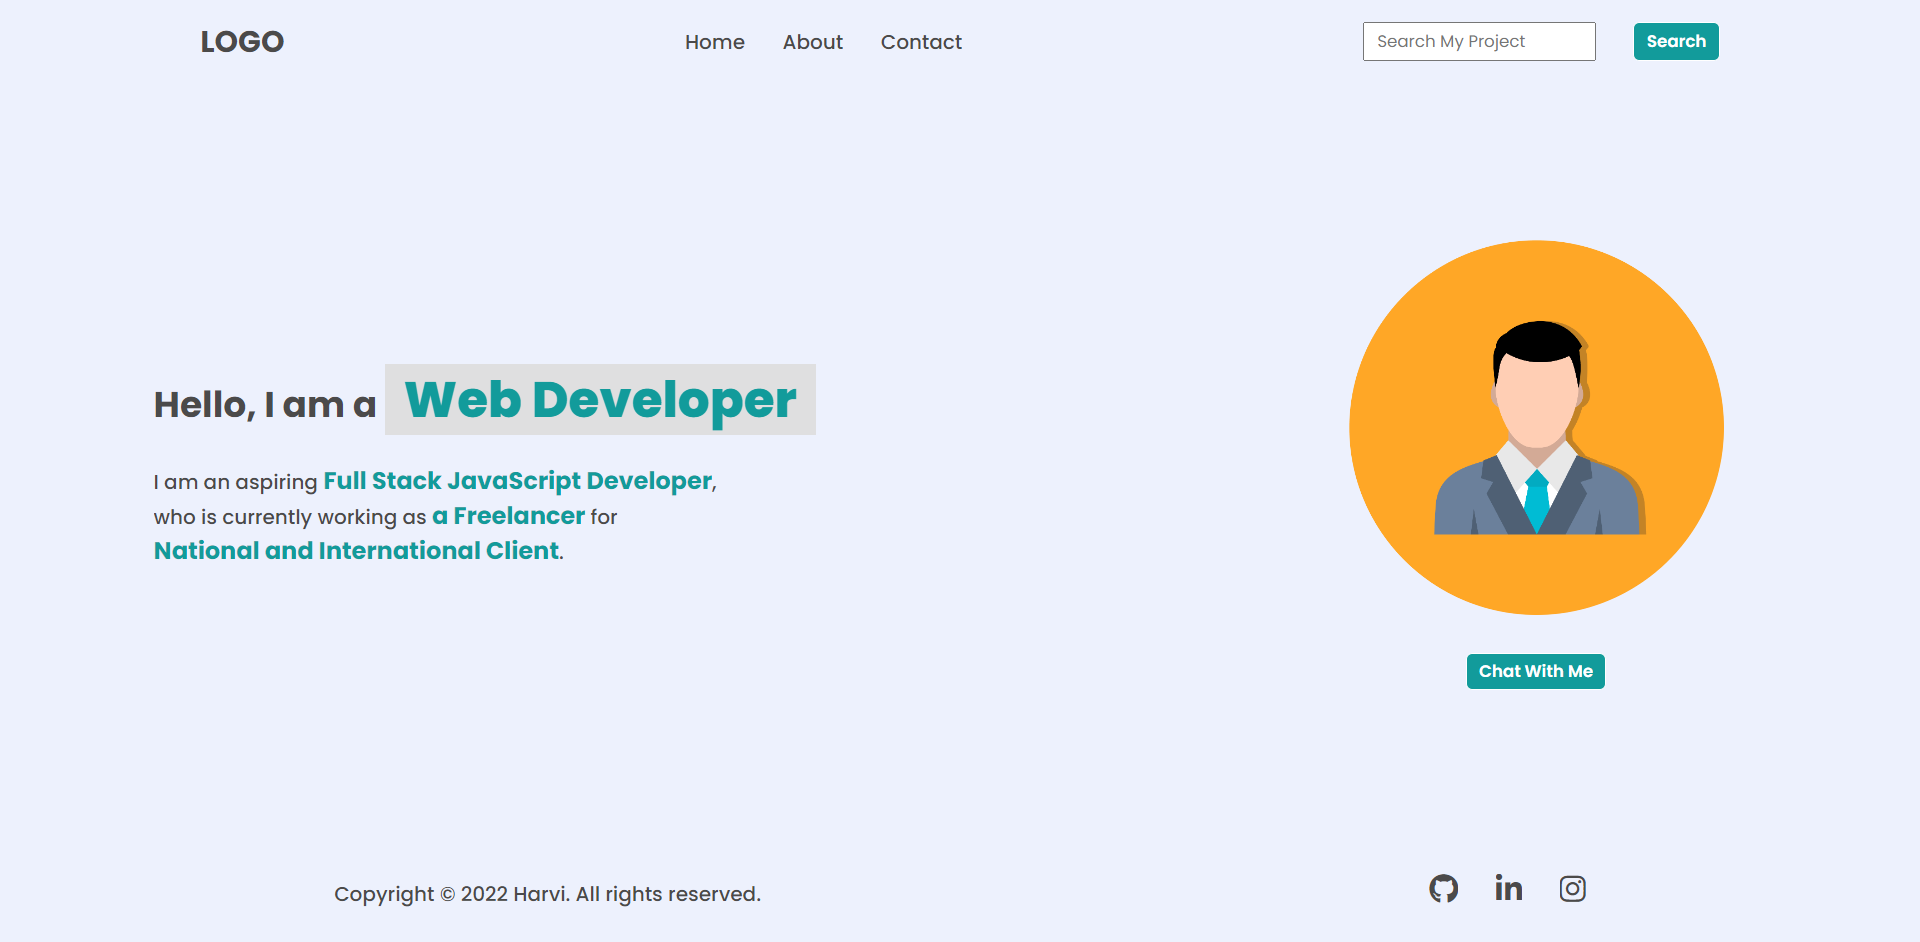 LOGO
Home About Contact
Search My Project
Search
Hello, I am a Web Developer
I am an aspiring Full Stack JavaScript Developer,
who is currently working as a Freelancer for
National and International Client.
Chat With Me
Copyright © 2022 Harvi. All rights reserved.
in